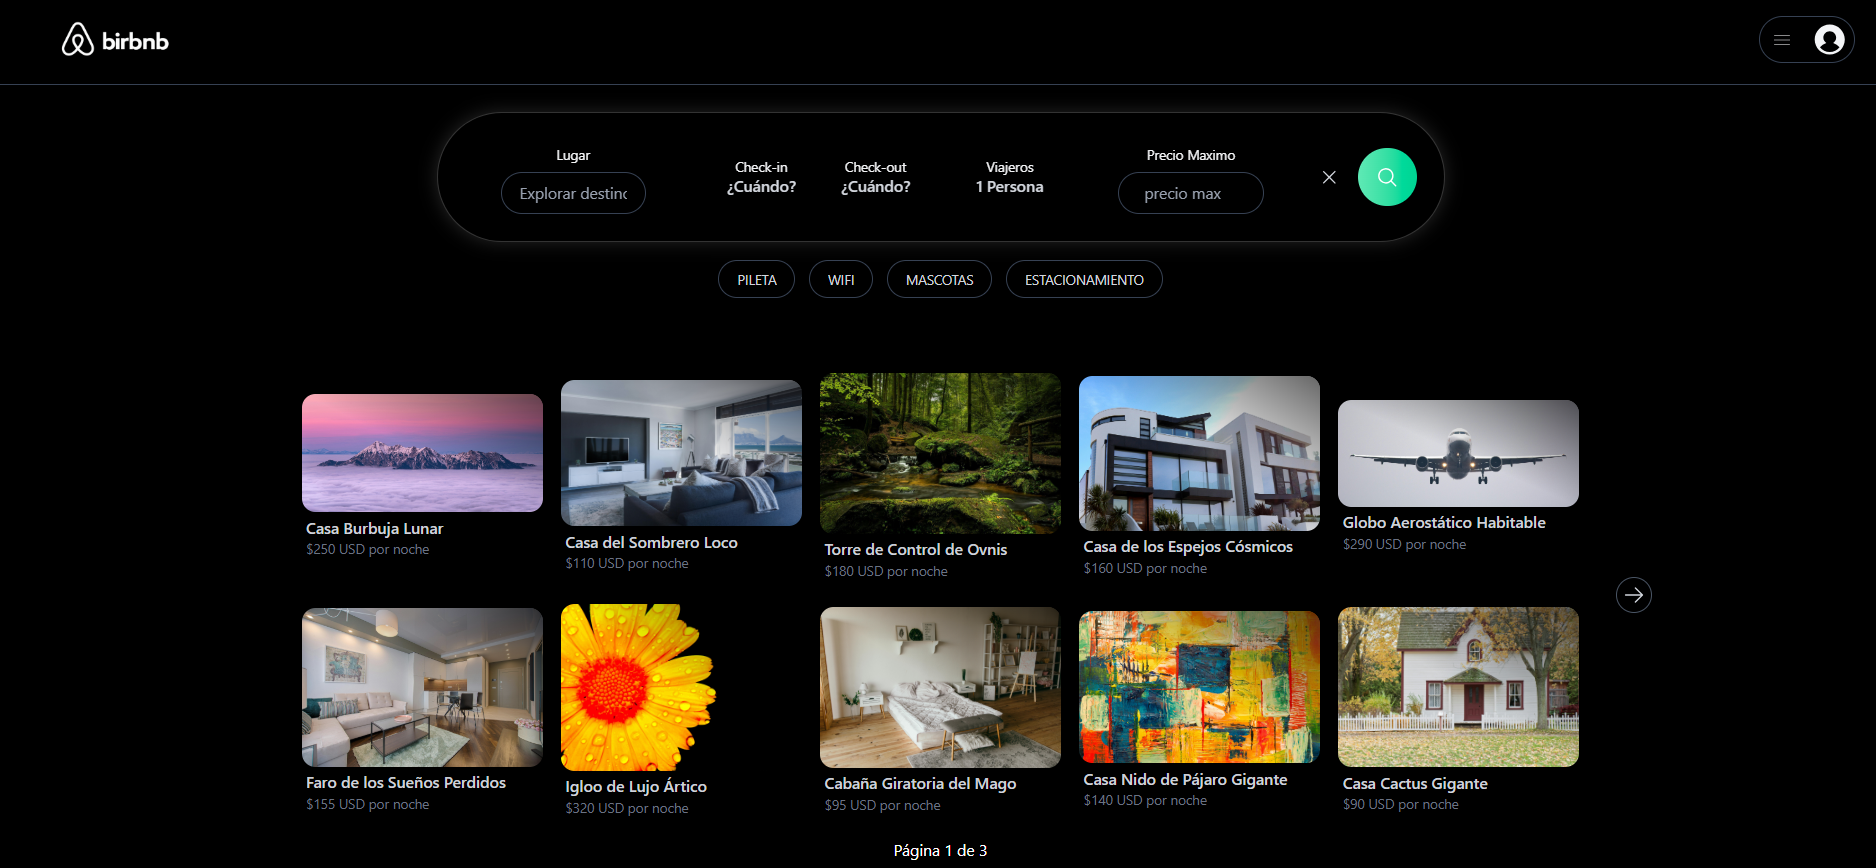 birbnb
Lugar
Explorar destinc
Check-in
¿Cuándo?
Check-out
¿Cuándo?
Viajeros
1 Persona
Precio Maximo
precio max
PILETA
WIFI
MASCOTAS
ESTACIONAMIENTO
Casa Burbuja Lunar
$250 USD por noche
Casa del Sombrero Loco
$110 USD por noche
Torre de Control de Ovnis
$180 USD por noche
Casa de los Espejos Cósmicos
$160 USD por noche
Globo Aerostático Habitable
$290 USD por noche
Faro de los Sueños Perdidos
$155 USD por noche
Igloo de Lujo Ártico
$320 USD por noche
Cabaña Giratoria del Mago
$95 USD por noche
Casa Nido de Pájaro Gigante
$140 USD por noche
Casa Cactus Gigante
$90 USD por noche
Página 1 de 3